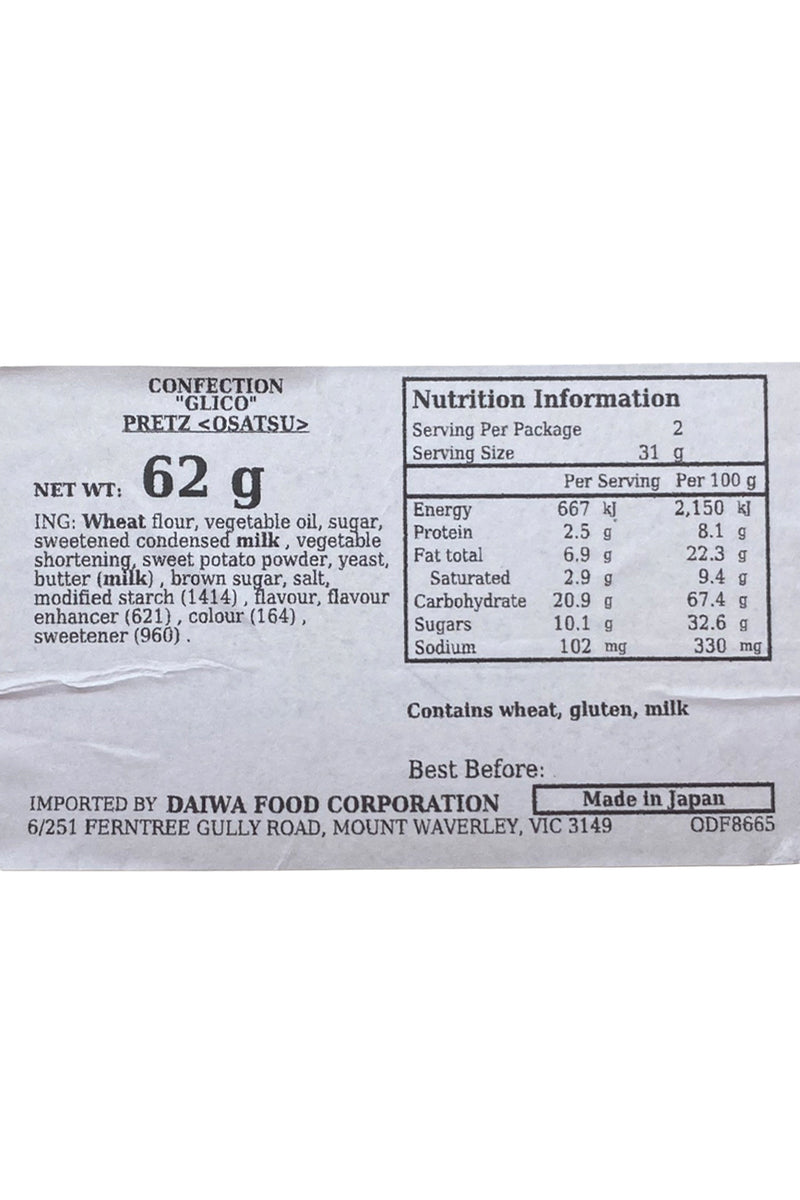 CONFECTION
"GLICO"
PRETZ <OSATSU>
NET WT: 62 g
ING: Wheat flour, vegetable oil, sugar,
sweetened condensed milk , vegetable
shortening, sweet potato powder, yeast,
butter (milk) , brown sugar, salt,
modified starch (1414) , flavour, flavour
enhancer (621) , colour (164) ,
sweetener (960) .
Nutrition Information
Serving Per Package 2
Serving Size 31 g
Per Serving Per 100 g
Energy 667 kJ 2,150 kJ
Protein 2.5 g 8.1 g
Fat total 6.9 g 22.3 g
Saturated 2.9 g 9.4 g
Carbohydrate 20.9 g 67.4 g
Sugars 10.1 g 32.6 g
Sodium 102 mg 330 mg
Contains wheat, gluten, milk
Best Before:
IMPORTED BY DAIWA FOOD CORPORATION Made in Japan
6/251 FERNTREE GULLY ROAD, MOUNT WAVERLEY, VIC 3149 ODF8665